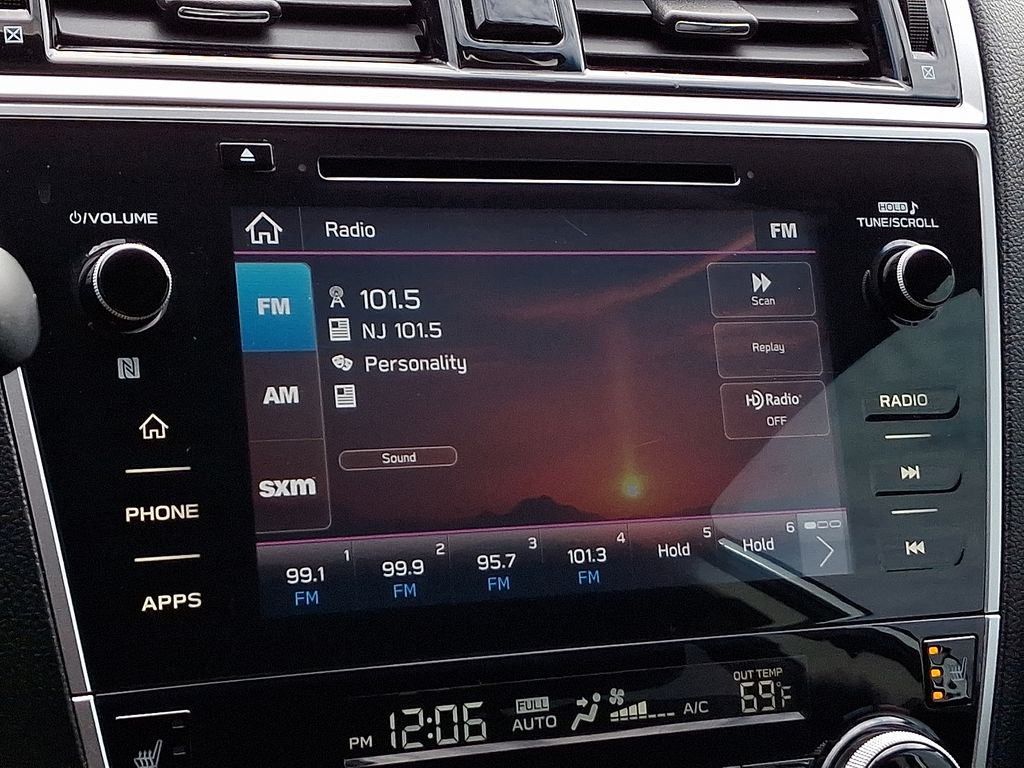 VOLUME
HOLD
TUNE/SCROLL
Radio
FM
FM
101.5
NJ 101.5
Personality
AM
Sound
sxm
Scan
Replay
HD Radio
OFF
RADIO
PHONE
APPS
1
99.1
FM
2
99.9
FM
3
95.7
FM
4
101.3
FM
5
Hold
6
Hold
PM 12:06
FULL
AUTO
A/C
OUT TEMP
69°F